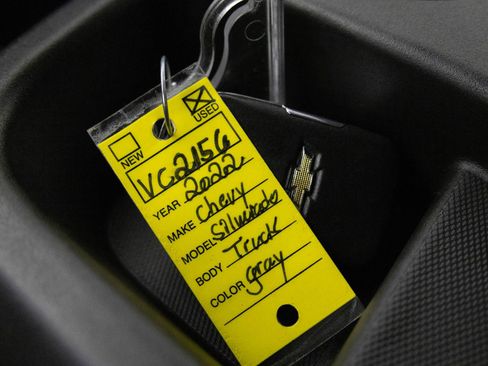 NEW USED
VC2156
YEAR 2022
MAKE Chevy
MODEL Silverado
BODY Truck
COLOR gray